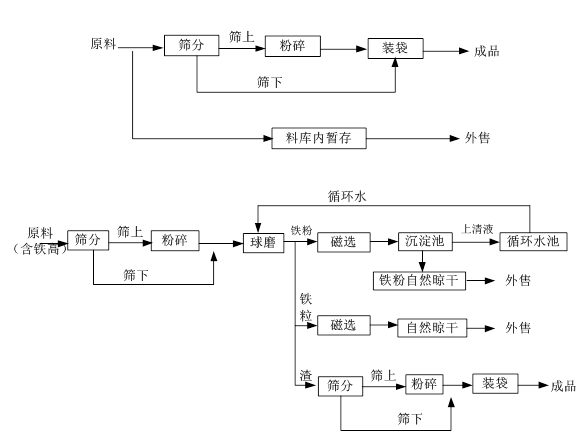 原料
筛分
筛上
粉碎
装袋
成品
筛下
料库内暂存
外售
循环水
原料
（含铁高）
筛分
筛上
粉碎
筛下
球磨
铁粉
磁选
沉淀池
上清液
循环水池
铁粉自然晾干
外售
铁粒
磁选
自然晾干
外售
渣
筛分
筛上
粉碎
装袋
成品
筛下